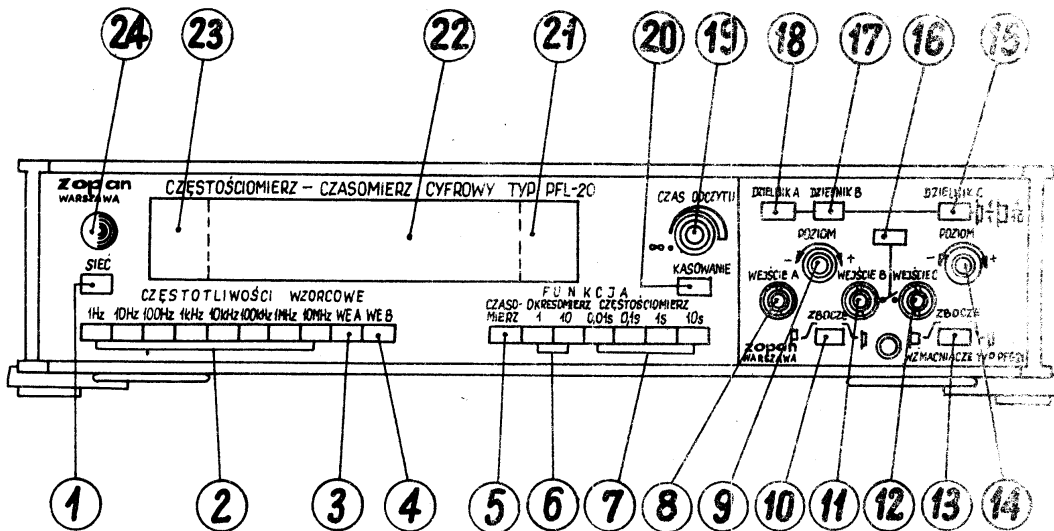 24 23 22 21 20 19 18 17 16 15
zopan
WARSZAWA
CZĘSTOŚCIOMIERZ – CZASOMIERZ CYFROWY TYP PFL-20
CZAS ODCZYTU
DZIELNIK A DZIELNIK B DZIELNIK C
POZIOM POZIOM
∞
- + - +
SIEĆ
KASOWANIE
WEJŚCIE A WEJŚCIE B WEJŚCIE C
CZĘSTOTLIWOŚCI WZORCOWE
FUNKCJA
CZASO- OKRESOMIERZ CZĘSTOŚCIOMIERZ
MIERZ 1 10 0,01s 0,1s 1s 10s
1Hz 10Hz 100Hz 1kHz 10kHz 100kHz 1MHz 10MHz WE A WE B
ZBOCZE ZBOCZE
zopan
WARSZAWA
WZMACNIACZE TYP
1 2 3 4 5 6 7 8 9 10 11 12 13 14